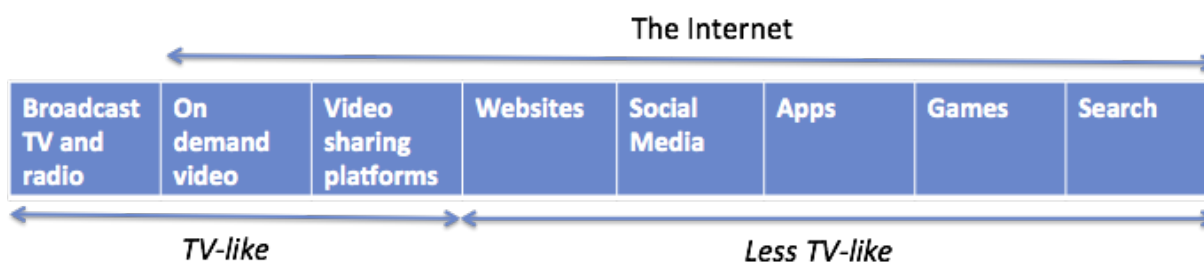 The Internet
Broadcast
TV and
radio
On
demand
video
Video
sharing
platforms
Websites
Social
Media
Apps
Games
Search
TV-like
Less TV-like